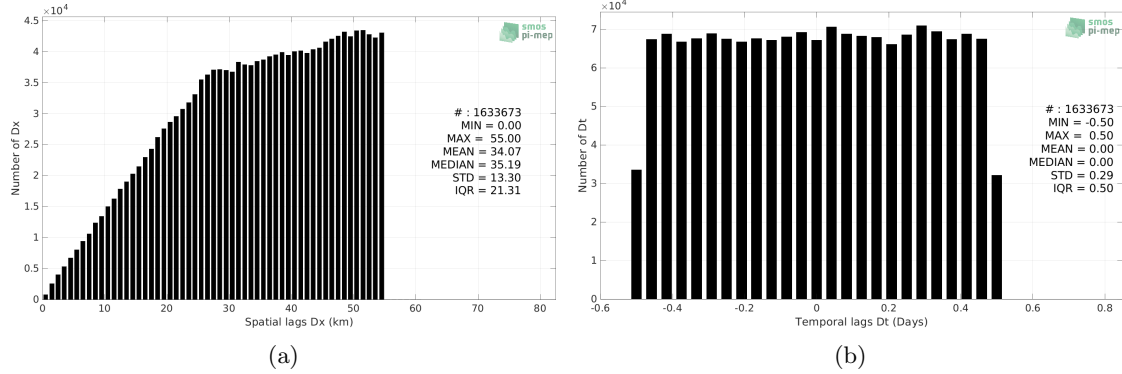 ×10⁴
4.5
4
3.5
3
2.5
2
1.5
1
0.5
0
Number of Dx
0 10 20 30 40 50 60 70 80
Spatial lags Dx (km)
smos
pi-mep
# : 1633673
MIN = 0.00
MAX = 55.00
MEAN = 34.07
MEDIAN = 35.19
STD = 13.30
IQR = 21.31
(a)
×10⁴
7
6
5
4
3
2
1
0
Number of Dt
-0.6 -0.4 -0.2 0 0.2 0.4 0.6 0.8
Temporal lags Dt (Days)
smos
pi-mep
# : 1633673
MIN = -0.50
MAX = 0.50
MEAN = 0.00
MEDIAN = 0.00
STD = 0.29
IQR = 0.50
(b)